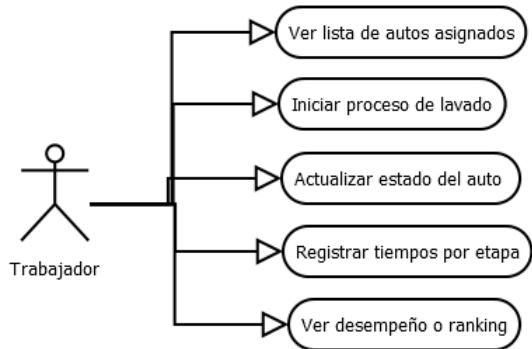 Ver lista de autos asignados
Iniciar proceso de lavado
Actualizar estado del auto
Registrar tiempos por etapa
Trabajador
Ver desempeño o ranking